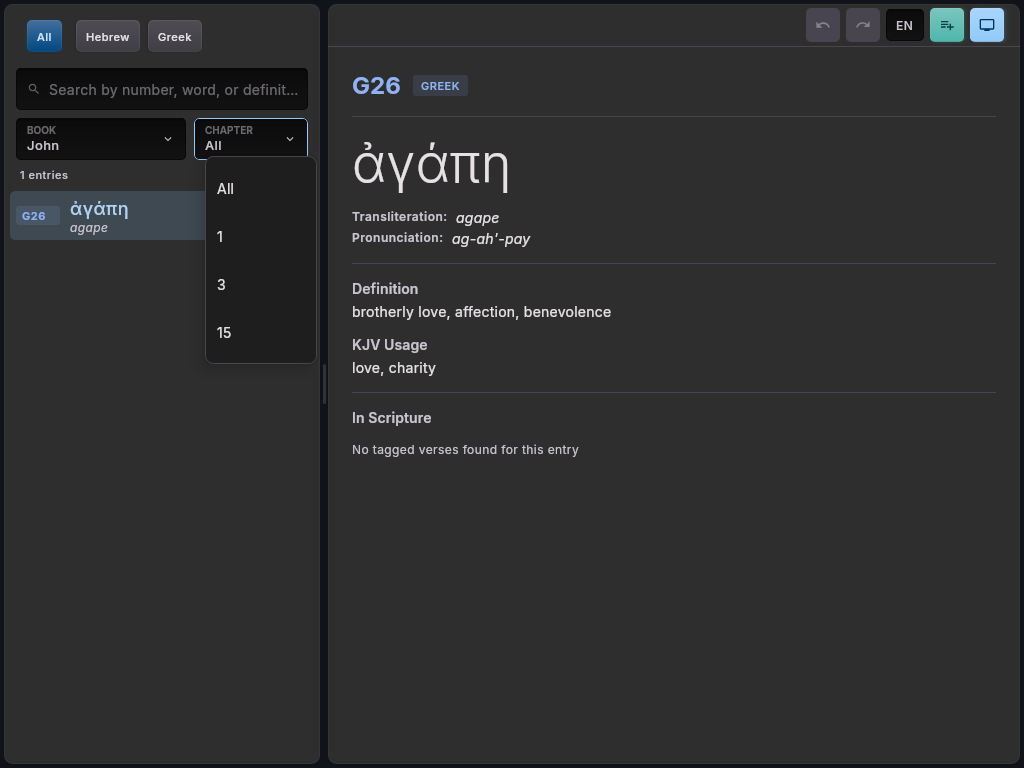 All
Hebrew
Greek
Search by number, word, or definit...
BOOK
John
CHAPTER
All
1 entries
G26
ἀγάπη
agape
All
1
3
15
EN
G26
GREEK
ἀγάπη
Transliteration: agape
Pronunciation: ag-ah'-pay
Definition
brotherly love, affection, benevolence
KJV Usage
love, charity
In Scripture
No tagged verses found for this entry